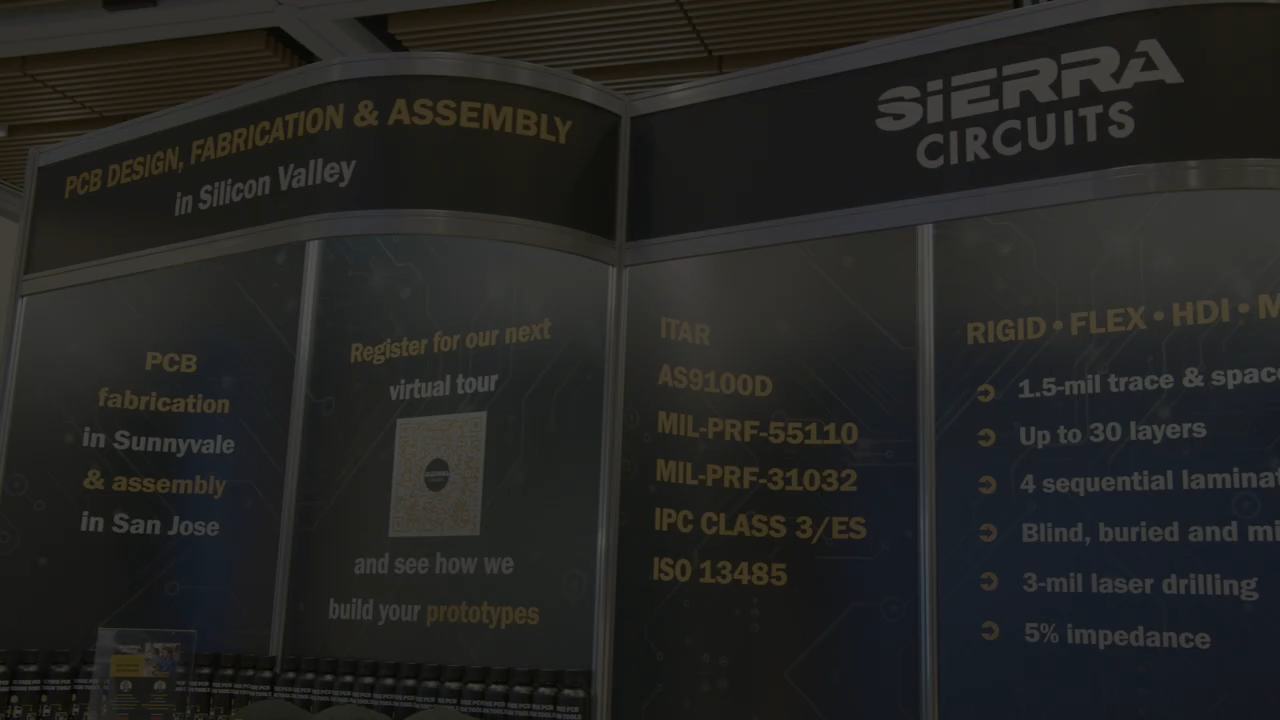 PCB DESIGN, FABRICATION & ASSEMBLY
in Silicon Valley
SIERRA
CIRCUITS
PCB
fabrication
in Sunnyvale
& assembly
in San Jose
Register for our next
virtual tour
and see how we
build your prototypes
ITAR
AS9100D
MIL-PRF-55110
MIL-PRF-31032
IPC CLASS 3/ES
ISO 13485
RIGID • FLEX • HDI • M
1.5-mil trace & spac
Up to 30 layers
4 sequential laminat
Blind, buried and mi
3-mil laser drilling
5% impedance